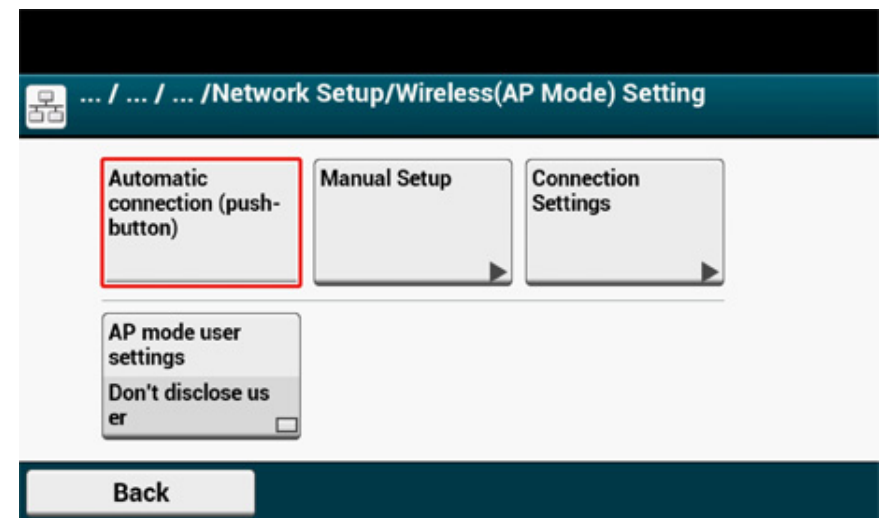 ... / ... / ... /Network Setup/Wireless(AP Mode) Setting
Automatic
connection (push-
button)
Manual Setup
Connection
Settings
AP mode user
settings
Don't disclose us
er
Back